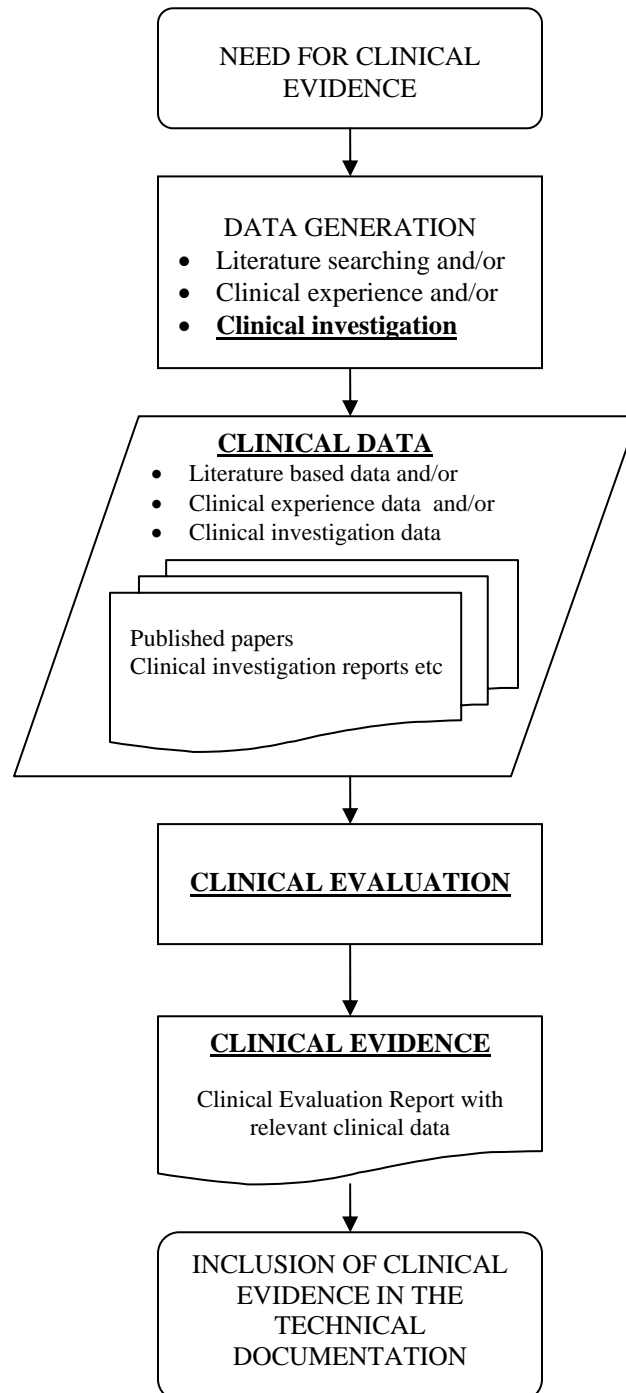 NEED FOR CLINICAL
EVIDENCE
DATA GENERATION
• Literature searching and/or
• Clinical experience and/or
• Clinical investigation
CLINICAL DATA
• Literature based data and/or
• Clinical experience data and/or
• Clinical investigation data
Published papers
Clinical investigation reports etc
CLINICAL EVALUATION
CLINICAL EVIDENCE
Clinical Evaluation Report with
relevant clinical data
INCLUSION OF CLINICAL
EVIDENCE IN THE
TECHNICAL
DOCUMENTATION